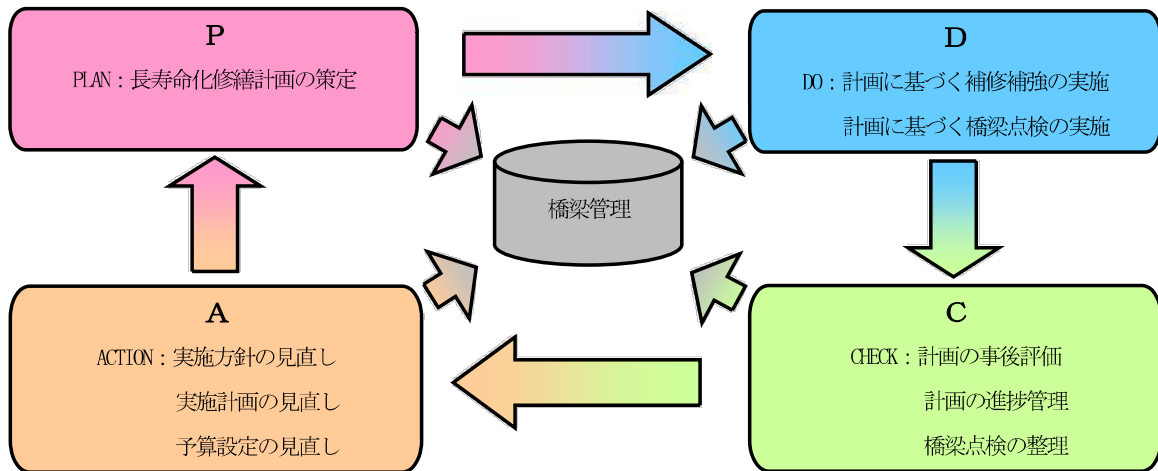 P
PLAN：長寿命化修繕計画の策定
D
DO：計画に基づく補修補強の実施
計画に基づく橋梁点検の実施
橋梁管理
A
ACTION：実施方針の見直し
実施計画の見直し
予算設定の見直し
C
CHECK：計画の事後評価
計画の進捗管理
橋梁点検の整理